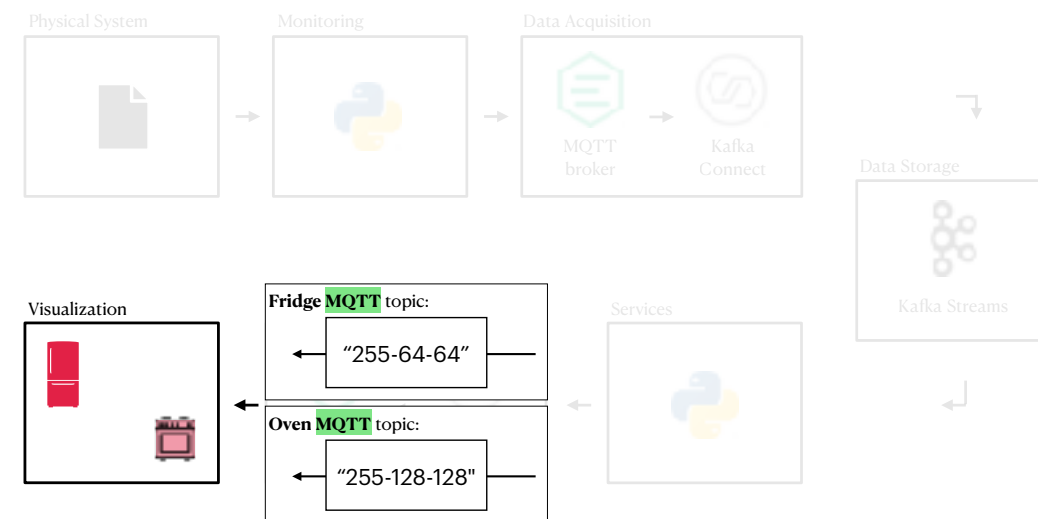 Physical System
Monitoring
Data Acquisition
MQTT
broker
Kafka
Connect
Data Storage
Kafka Streams
Visualization
Fridge MQTT topic:
“255-64-64”
Oven MQTT topic:
“255-128-128"
Services